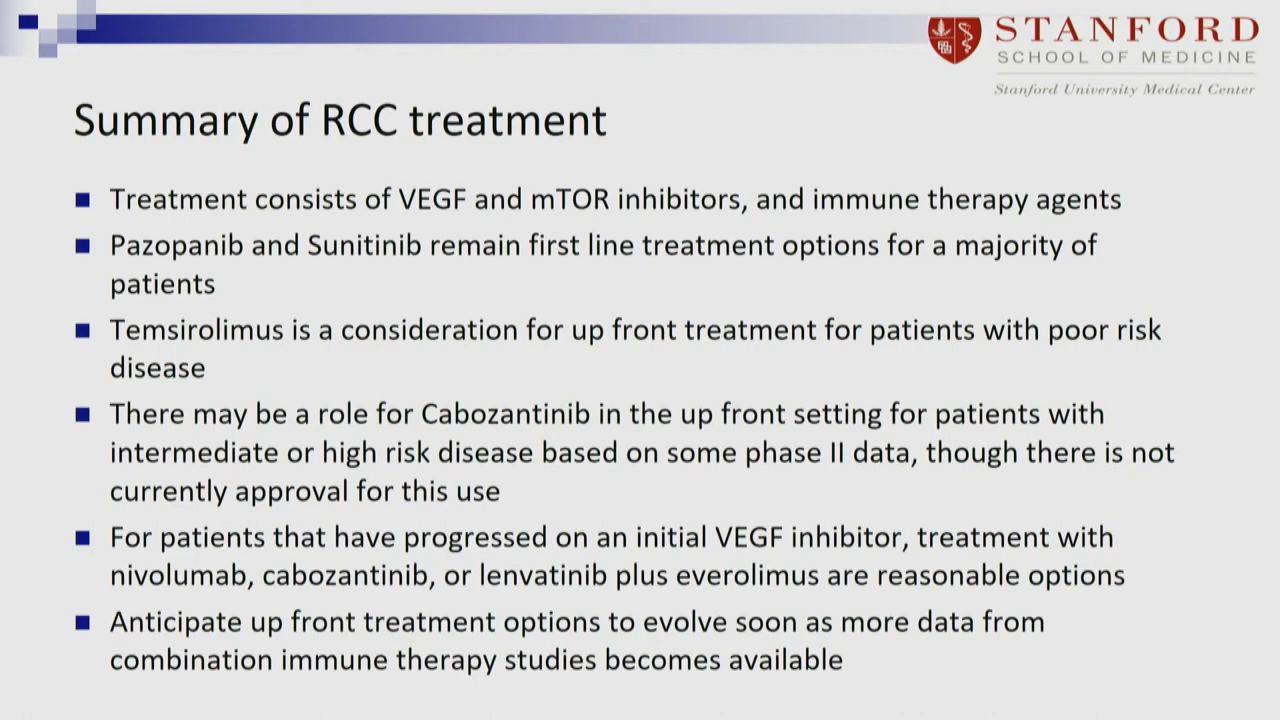 STANFORD
SCHOOL OF MEDICINE
Stanford University Medical Center
Summary of RCC treatment
Treatment consists of VEGF and mTOR inhibitors, and immune therapy agents
Pazopanib and Sunitinib remain first line treatment options for a majority of
patients
Temsirolimus is a consideration for up front treatment for patients with poor risk
disease
There may be a role for Cabozantinib in the up front setting for patients with
intermediate or high risk disease based on some phase II data, though there is not
currently approval for this use
For patients that have progressed on an initial VEGF inhibitor, treatment with
nivolumab, cabozantinib, or lenvatinib plus everolimus are reasonable options
Anticipate up front treatment options to evolve soon as more data from
combination immune therapy studies becomes available